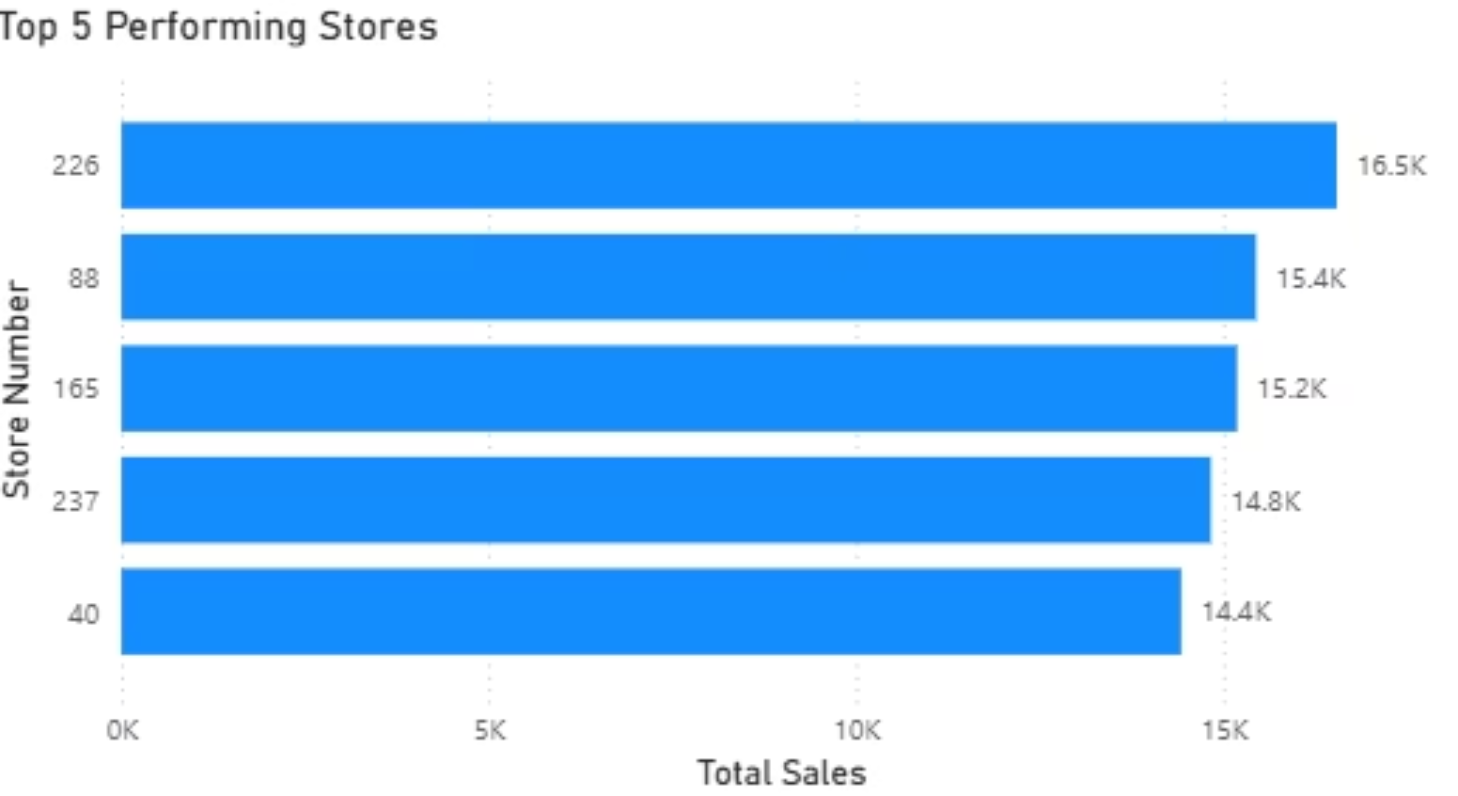 Top 5 Performing Stores
226 16.5K
88 15.4K
165 15.2K
237 14.8K
40 14.4K
Store Number
0K 5K 10K 15K
Total Sales